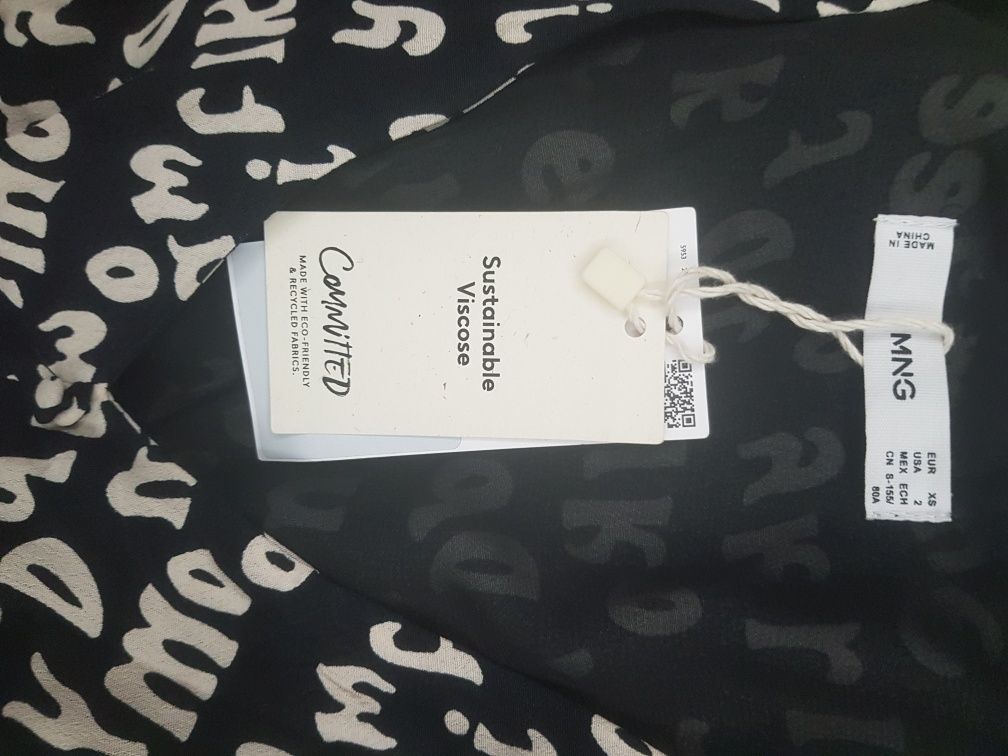 Sustainable
Viscose
COMMITTED
MADE WITH ECO-FRIENDLY
& RECYCLED FABRICS.
5953
MADE IN
CHINA
MNG
EUR XS
USA 2
MEX ECH
CN S-155/
80A